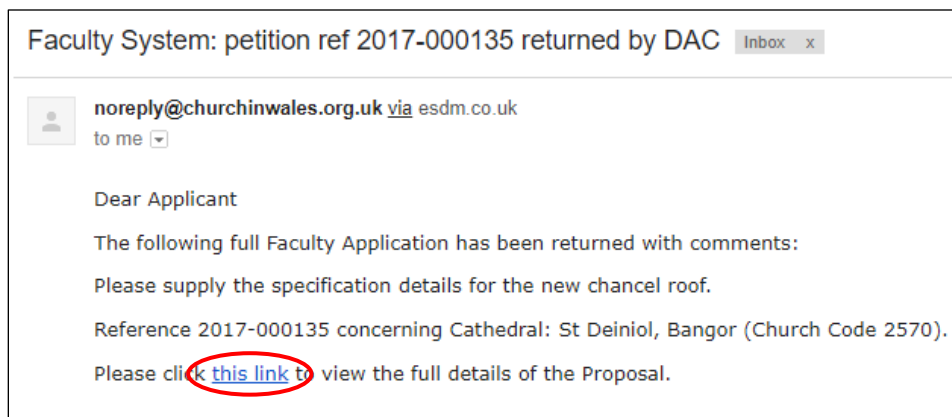 Faculty System: petition ref 2017-000135 returned by DAC Inbox x
noreply@churchinwales.org.uk via esdm.co.uk
to me
Dear Applicant
The following full Faculty Application has been returned with comments:
Please supply the specification details for the new chancel roof.
Reference 2017-000135 concerning Cathedral: St Deiniol, Bangor (Church Code 2570).
Please click this link to view the full details of the Proposal.